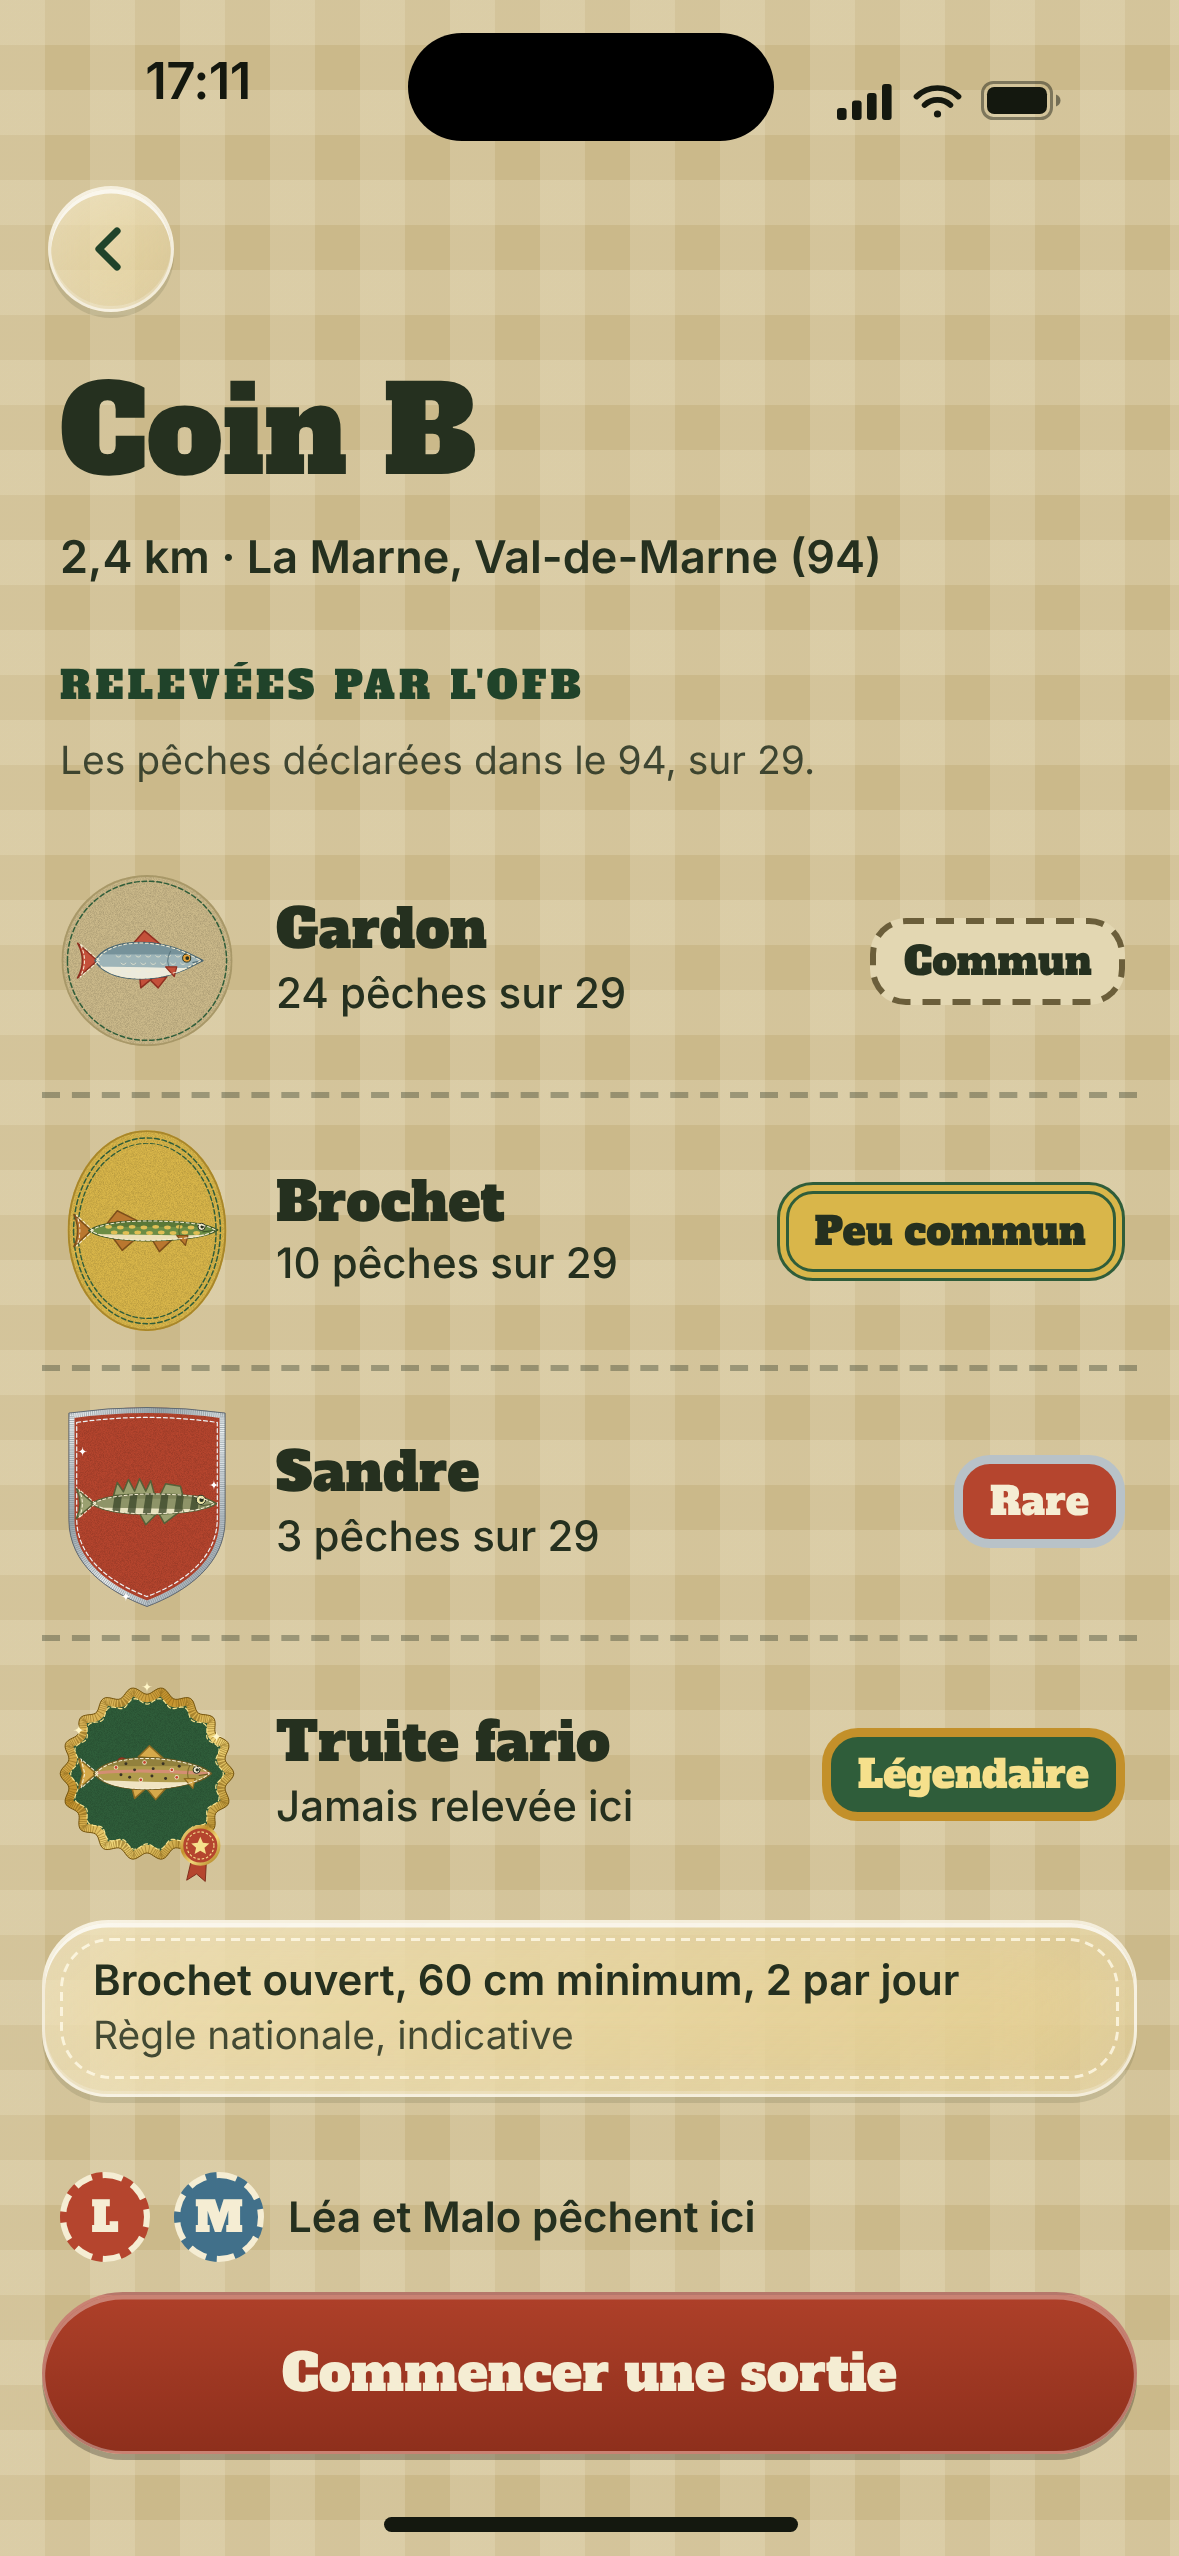 17:11
Coin B
2,4 km · La Marne, Val-de-Marne (94)
RELEVÉES PAR L'OFB
Les pêches déclarées dans le 94, sur 29.
Gardon
24 pêches sur 29
Commun
Brochet
10 pêches sur 29
Peu commun
Sandre
3 pêches sur 29
Rare
Truite fario
Jamais relevée ici
Légendaire
Brochet ouvert, 60 cm minimum, 2 par jour
Règle nationale, indicative
L M Léa et Malo pêchent ici
Commencer une sortie